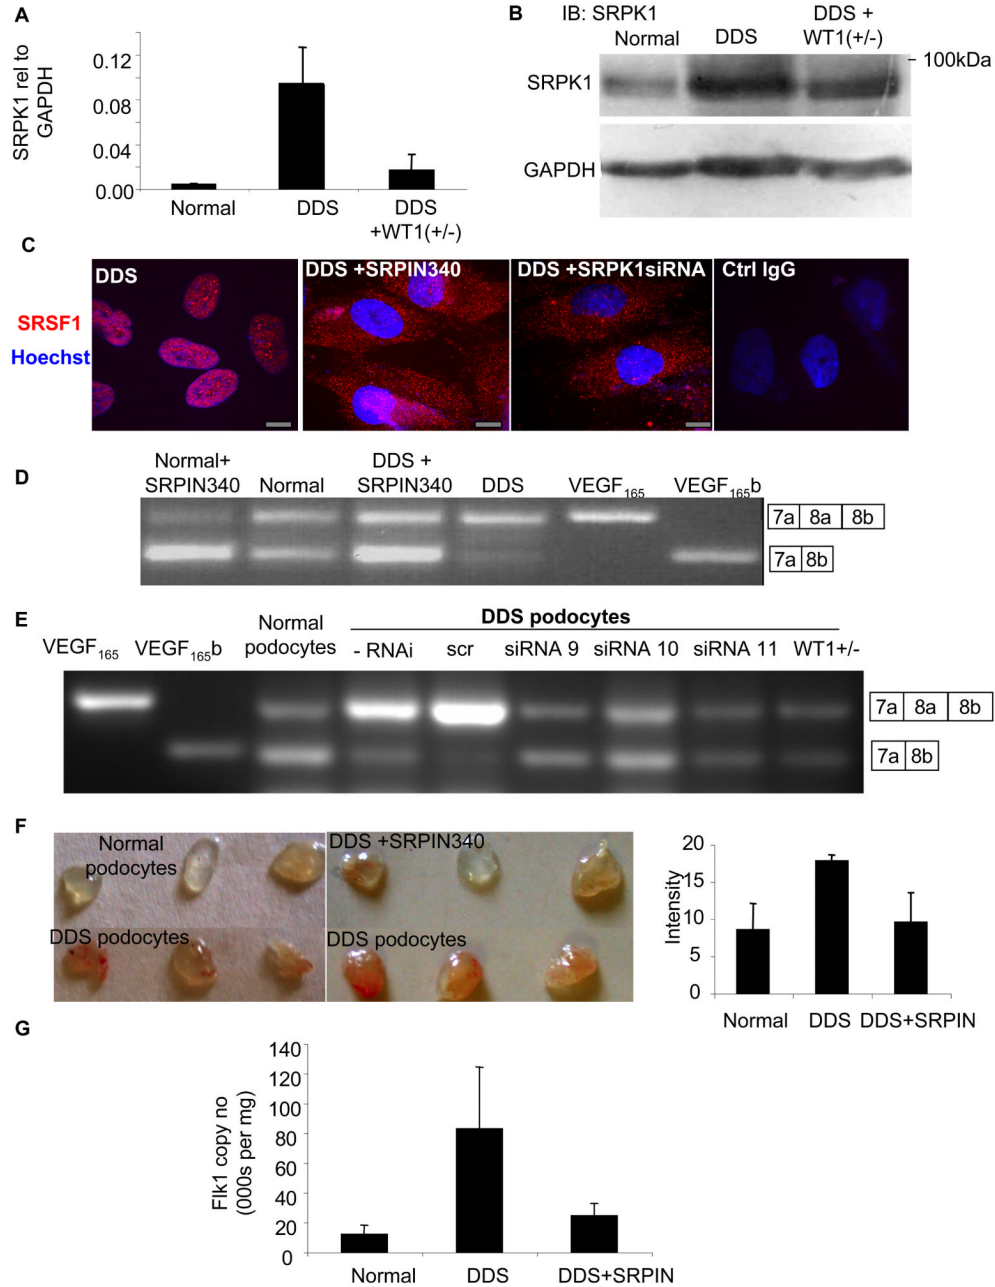 A
SRPK1 rel to
GAPDH
0.12
0.08
0.04
0.00
Normal
DDS
DDS
+WT1(+/-)
B
IB: SRPK1
Normal
DDS
DDS +
WT1(+/-)
- 100kDa
SRPK1
GAPDH
C
SRSF1
Hoechst
DDS
DDS +SRPIN340
DDS +SRPK1siRNA
Ctrl IgG
D
Normal+
SRPIN340
Normal
DDS +
SRPIN340
DDS
VEGF165
VEGF165b
7a 8a 8b
7a 8b
E
VEGF165
VEGF165b
Normal
podocytes
DDS podocytes
- RNAi
scr
siRNA 9
siRNA 10
siRNA 11
WT1+/-
7a 8a 8b
7a 8b
F
Normal
podocytes
DDS +SRPIN340
DDS podocytes
DDS podocytes
Intensity
20
15
10
5
0
Normal
DDS
DDS+SRPIN
G
Flk1 copy no
(000s per mg)
140
120
100
80
60
40
20
0
Normal
DDS
DDS+SRPIN